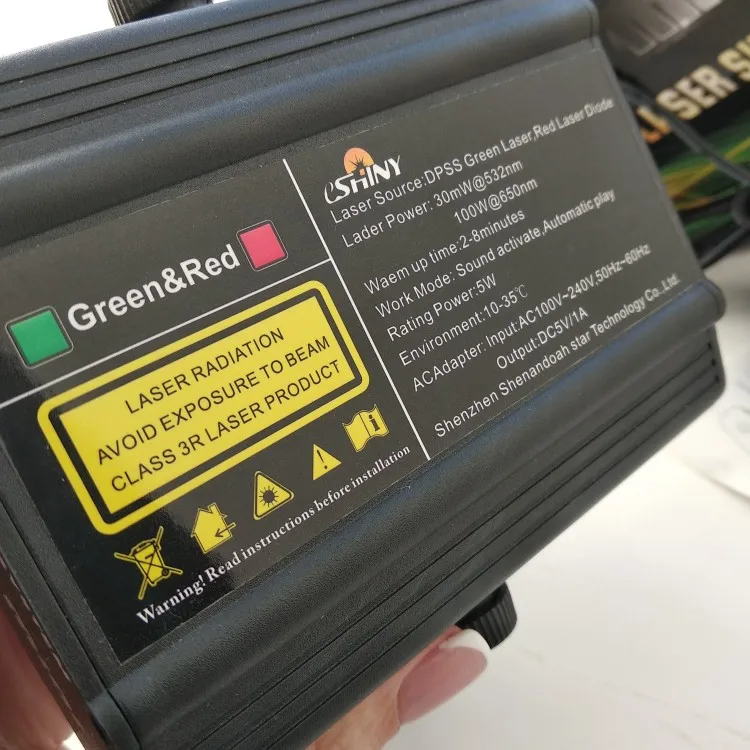 Green&Red
LASER RADIATION
AVOID EXPOSURE TO BEAM
CLASS 3R LASER PRODUCT
Warning! Read instructions before installation
eSHINY
Laser Source:DPSS Green Laser,Red Laser Diode
Lader Power: 30mW@532nm
100W@650nm
Waem up time:2-8minutes
Work Mode: Sound activate,Automatic play
Rating Power:5W
Environment:10-35℃
ACAdapter: Input:AC100V~240V.50Hz~60Hz
Output:DC5V/1A
Shenzhen Shenandoah star Technology Co.,Ltd.
LASER